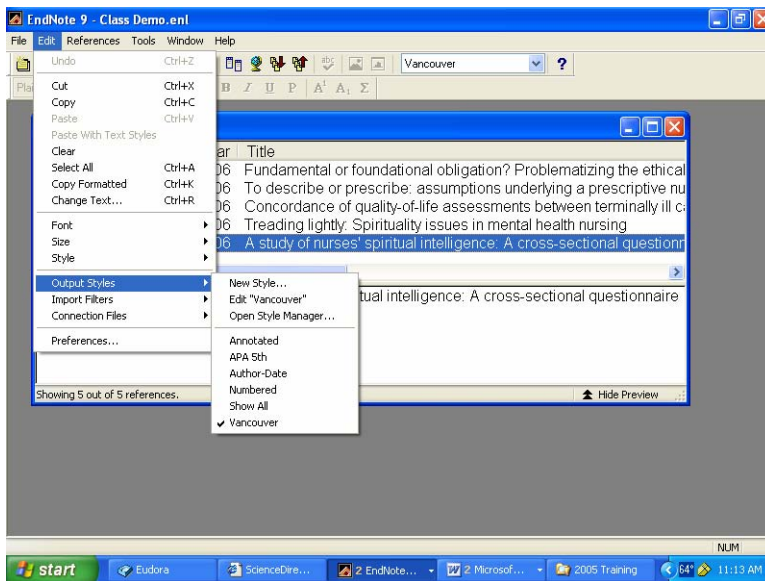 EndNote 9 - Class Demo.enl
File Edit References Tools Window Help
Vancouver
?
Undo Ctrl+Z
Cut Ctrl+X
Copy Ctrl+C
Paste Ctrl+V
Paste With Text Styles
Clear
Select All Ctrl+A
Copy Formatted Ctrl+K
Change Text... Ctrl+R
Font
Size
Style
Output Styles
Import Filters
Connection Files
Preferences...
Pla
B I U P A¹ A₁ Σ
ar Title
06 Fundamental or foundational obligation? Problematizing the ethical
06 To describe or prescribe: assumptions underlying a prescriptive nu
06 Concordance of quality-of-life assessments between terminally ill c
06 Treading lightly: Spirituality issues in mental health nursing
06 A study of nurses' spiritual intelligence: A cross-sectional questionn
New Style...
Edit "Vancouver"
Open Style Manager...
Annotated
APA 5th
Author-Date
Numbered
Show All
Vancouver
tual intelligence: A cross-sectional questionnaire
Showing 5 out of 5 references.
Hide Preview
NUM
start
Eudora
ScienceDire...
2 EndNote...
2 Microsof...
2005 Training
64°
11:13 AM